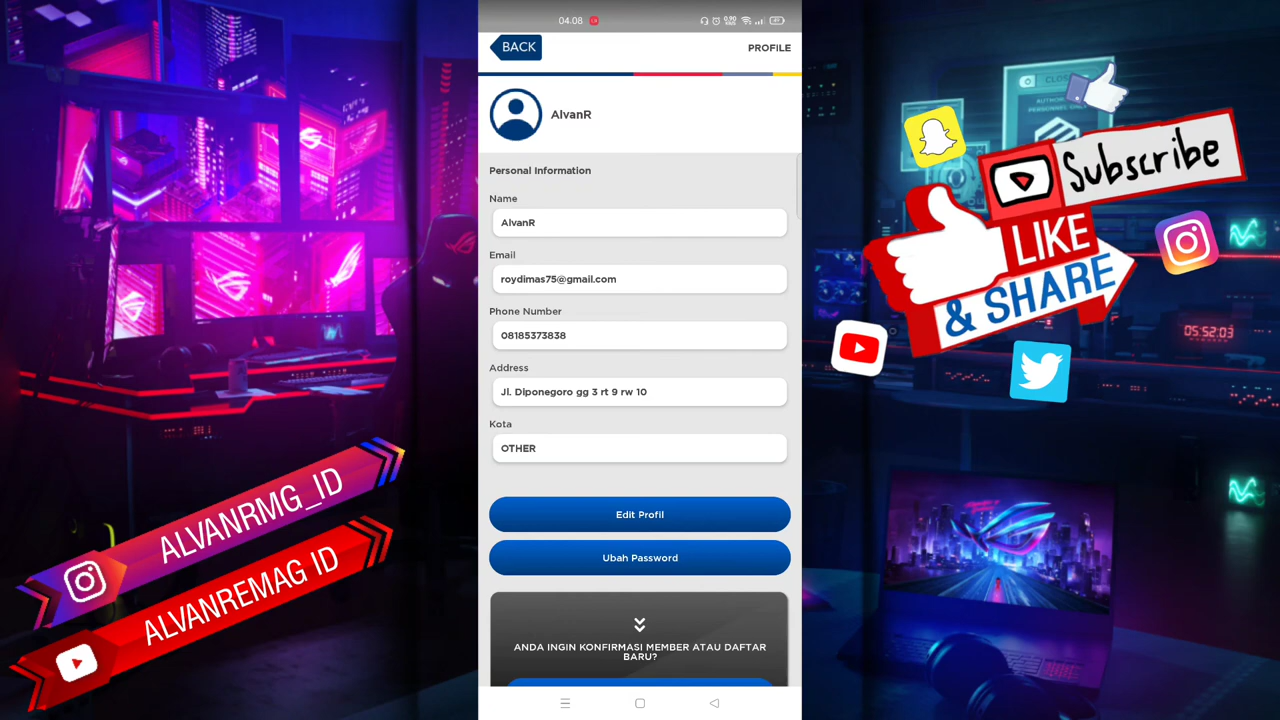 04.08
0.90
BACK
PROFILE
AlvanR
Personal Information
Name
AlvanR
Email
roydimas75@gmail.com
Phone Number
08185373838
Address
Jl. Diponegoro gg 3 rt 9 rw 10
Kota
OTHER
Edit Profil
Ubah Password
ANDA INGIN KONFIRMASI MEMBER ATAU DAFTAR
BARU?
ALVANRMG_ID
ALVANREMAG ID
Subscribe
LIKE
& SHARE
05:52.03